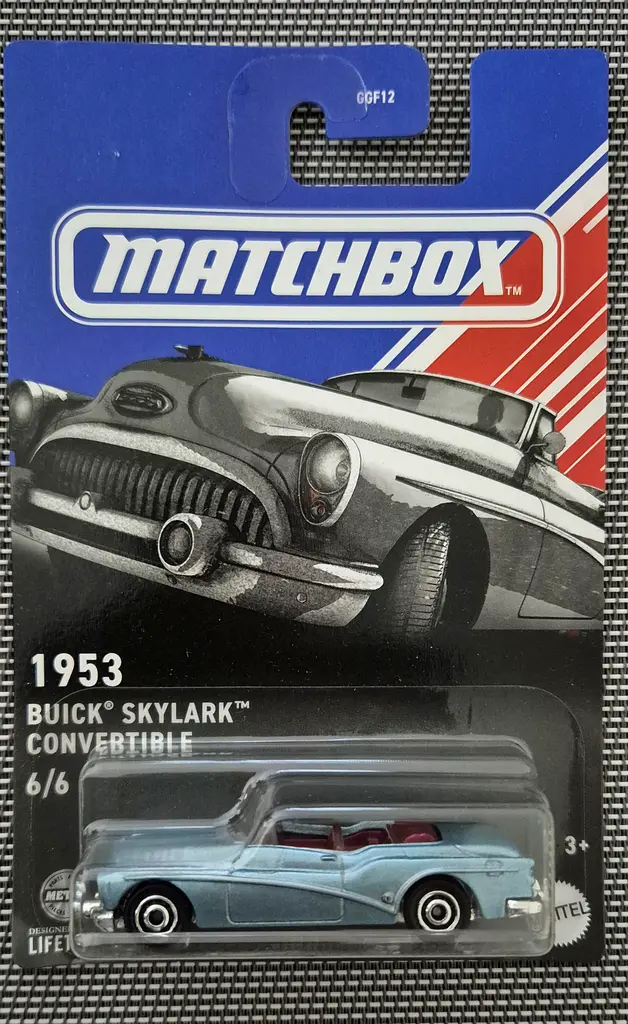 GGF12
MATCHBOX™
1953
BUICK® SKYLARK™
CONVERTIBLE
6/6
3+